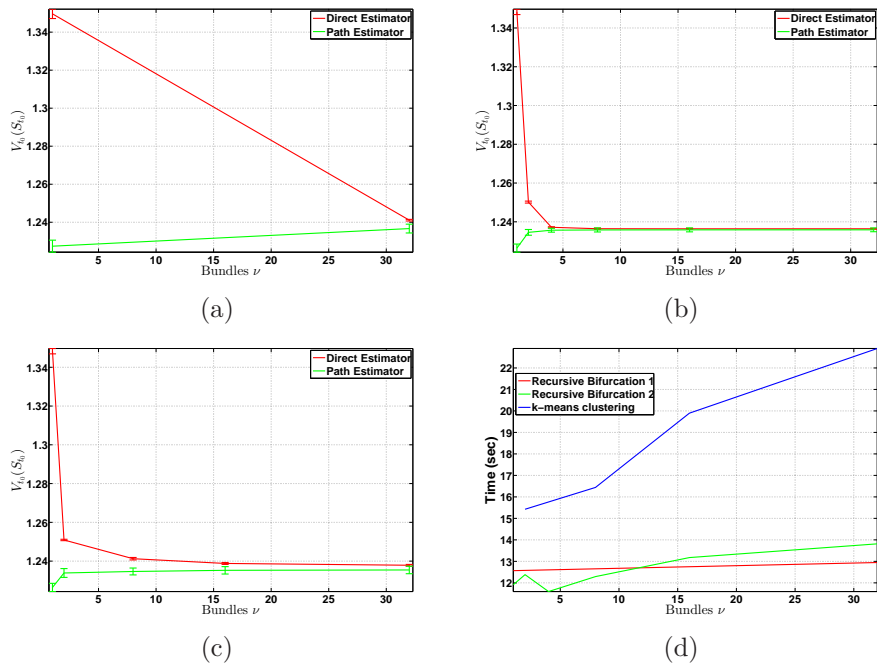 1.34
1.32
1.3
1.28
1.26
1.24
V_{t_0}(S_{t_0})
5 10 15 20 25 30
Bundles ν
Direct Estimator
Path Estimator
(a)
1.34
1.32
1.3
1.28
1.26
1.24
V_{t_0}(S_{t_0})
5 10 15 20 25 30
Bundles ν
Direct Estimator
Path Estimator
(b)
1.34
1.32
1.3
1.28
1.26
1.24
V_{t_0}(S_{t_0})
5 10 15 20 25 30
Bundles ν
Direct Estimator
Path Estimator
(c)
22
21
20
19
18
17
16
15
14
13
12
Time (sec)
5 10 15 20 25 30
Bundles ν
Recursive Bifurcation 1
Recursive Bifurcation 2
k−means clustering
(d)